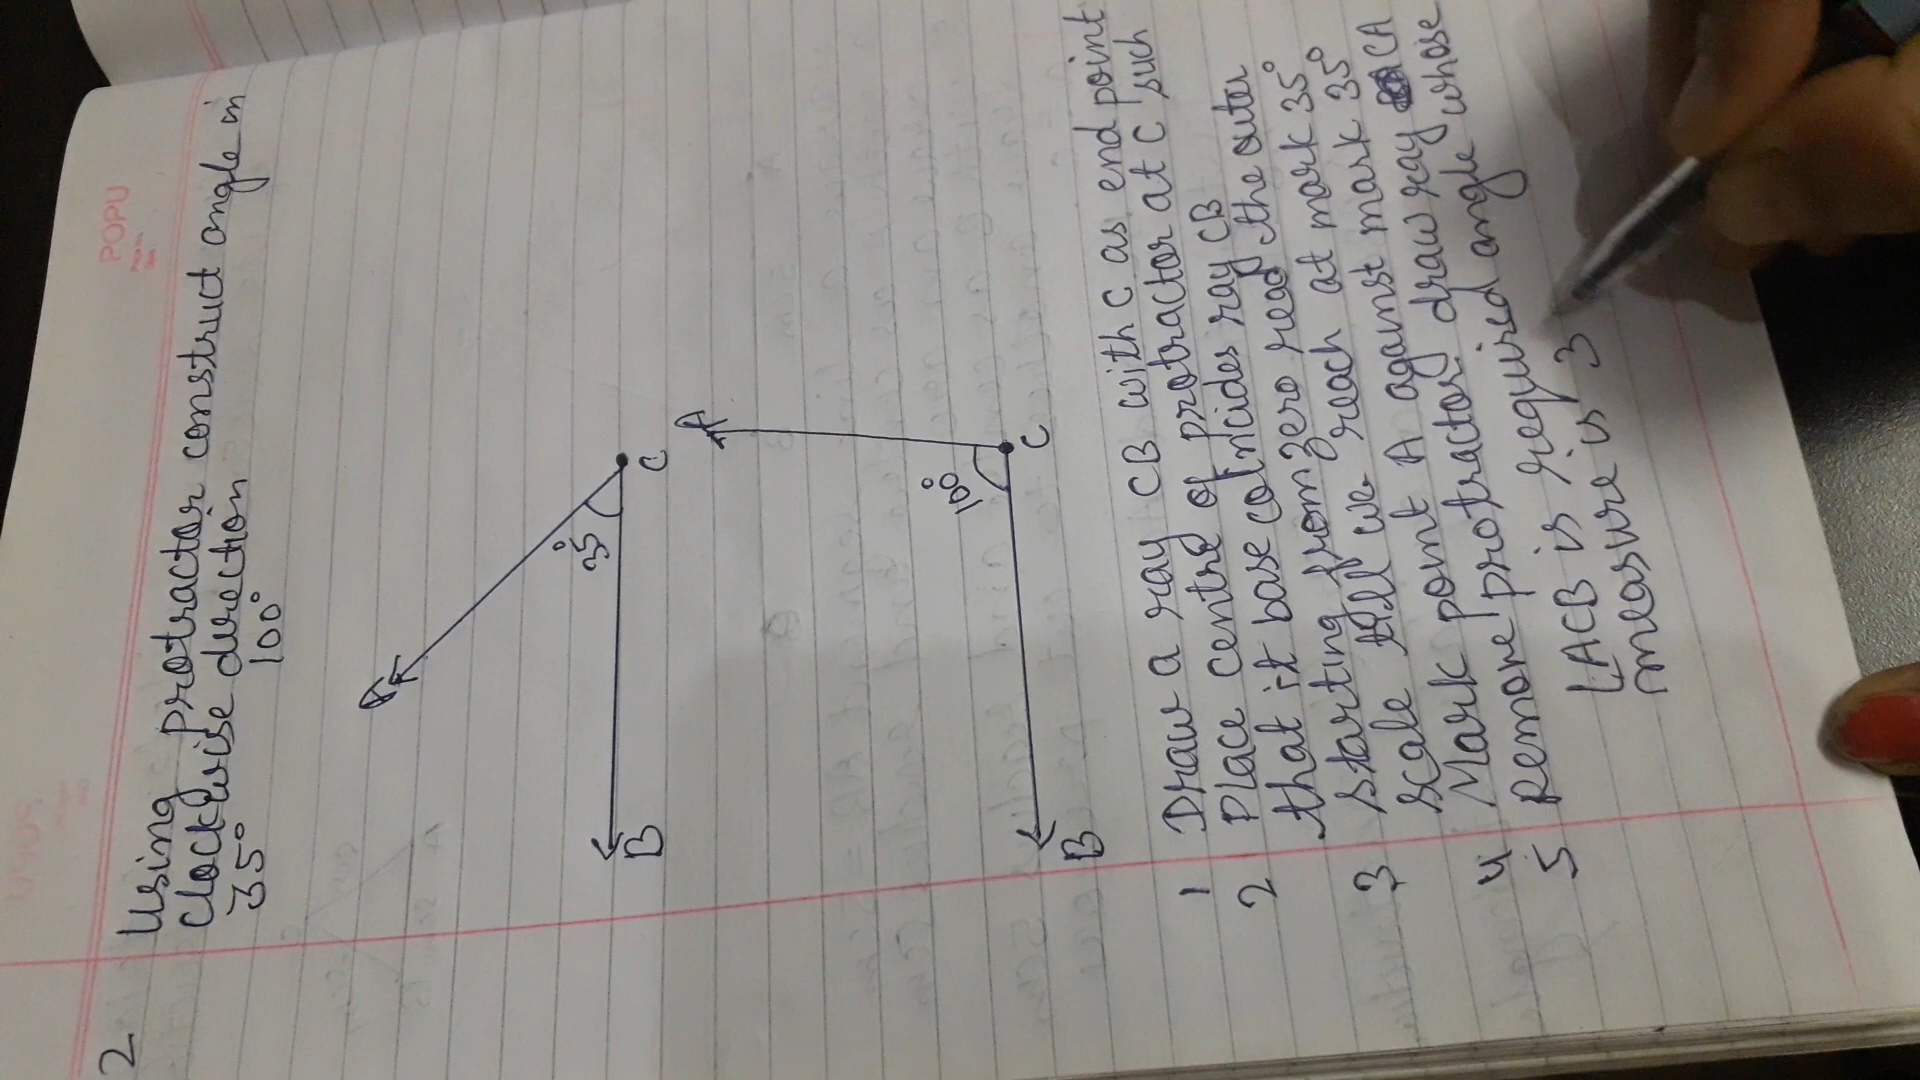 POPU
2 Using protractor construct angle in
clockwise direction
35° 100°
A
35°
B
C
A
100°
B
C
1 Draw a ray CB with C as end point
2 Place centre of protractor at C such
that it base coincides ray CB
3 starting from zero read the outer
scale till we reach at mark 35°
4 Mark point A against mark 35°
5 Remone protractor draw ray CA
LACB is required angle whose
measure is 3